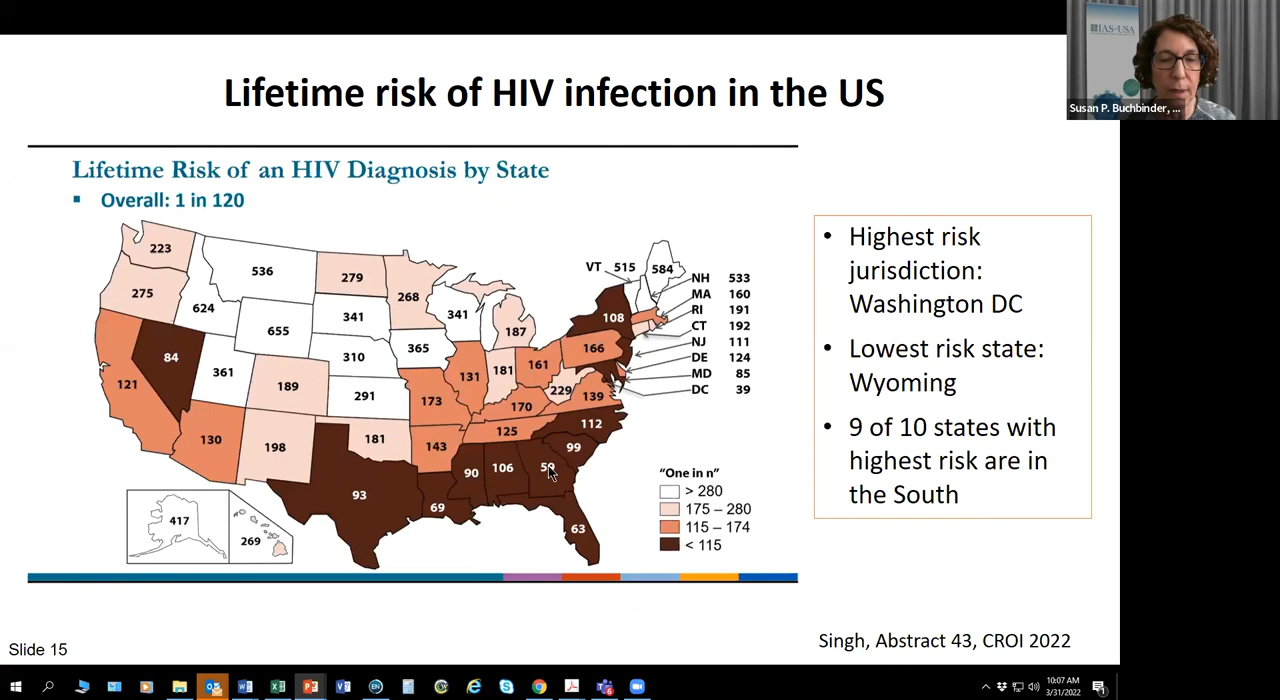 IAS-USA
Susan P. Buchbinder, ...
Lifetime risk of HIV infection in the US
Lifetime Risk of an HIV Diagnosis by State
Overall: 1 in 120
223
536
279
268
VT 515
584
275
624
655
341
341
187
108
NH 533
MA 160
RI 191
CT 192
NJ 111
DE 124
MD 85
DC 39
84
361
189
310
365
291
131
181
161
166
229
139
121
130
198
181
173
143
170
125
112
99
93
69
90
106
63
417
269
"One in n"
> 280
175 – 280
115 – 174
< 115
• Highest risk
jurisdiction:
Washington DC
• Lowest risk state:
Wyoming
• 9 of 10 states with
highest risk are in
the South
Slide 15
Singh, Abstract 43, CROI 2022
10:07 AM
3/31/2022